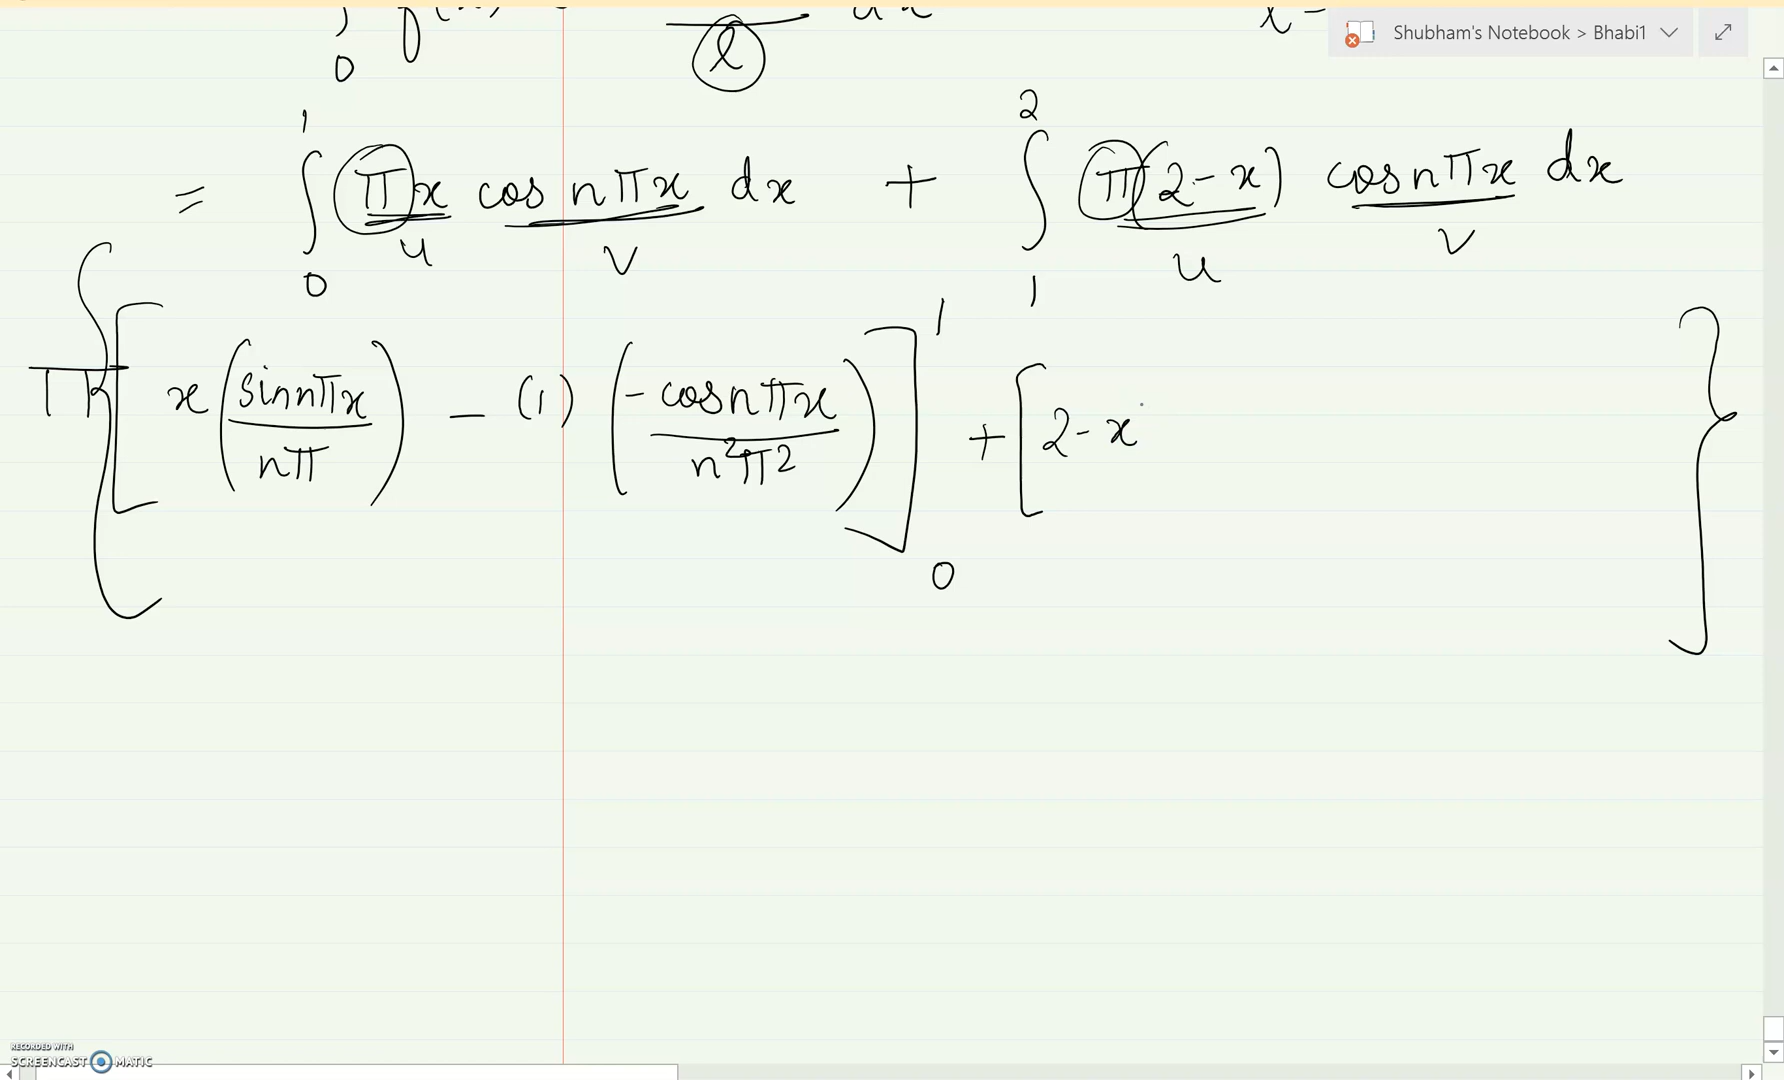 Shubham's Notebook > Bhabi1
0 ℓ
= ∫₀¹ πx cos nπx dx + ∫₁² π(2-x) cos nπx dx
u v u v
π{[x (sin nπx / nπ) - (1) (-cos nπx / n²π²)]₀¹ + [2-x }
RECORDED WITH
SCREENCAST MATIC